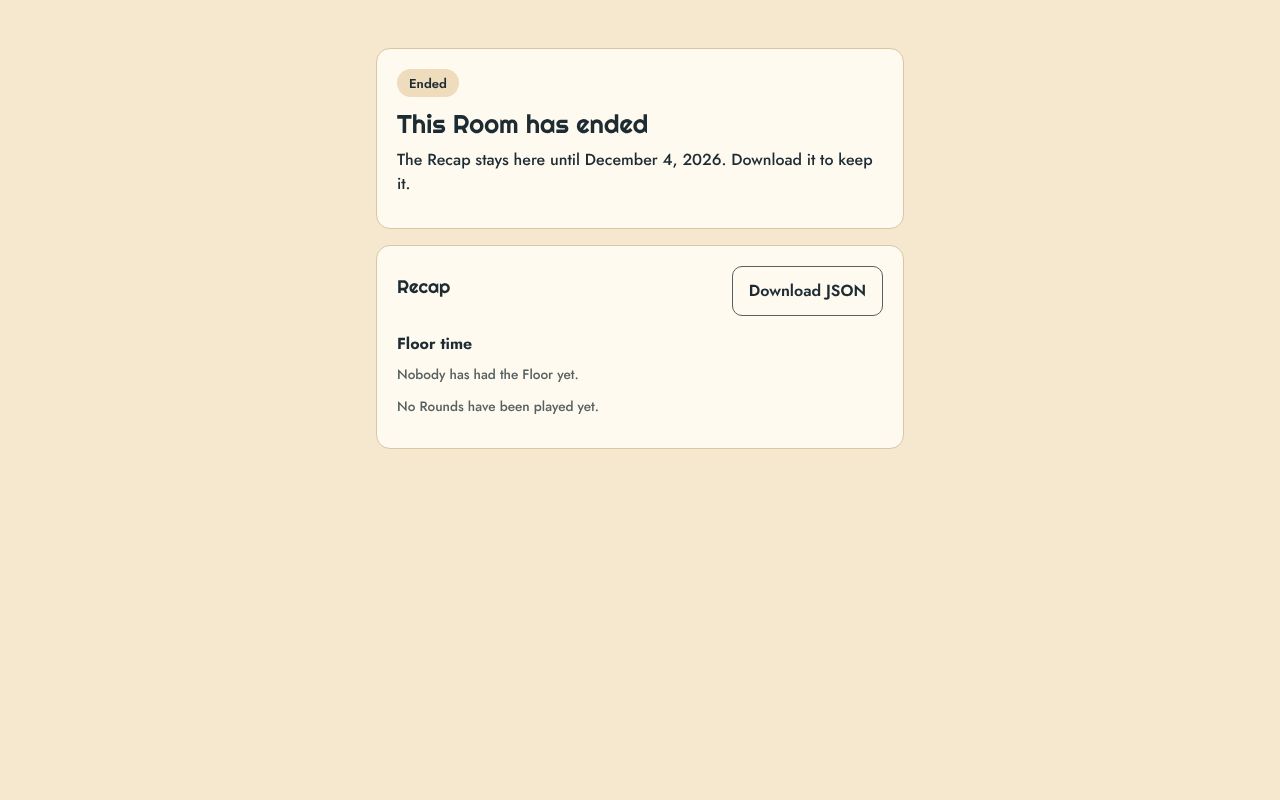 Ended
This Room has ended
The Recap stays here until December 4, 2026. Download it to keep
it.
Recap
Download JSON
Floor time
Nobody has had the Floor yet.
No Rounds have been played yet.